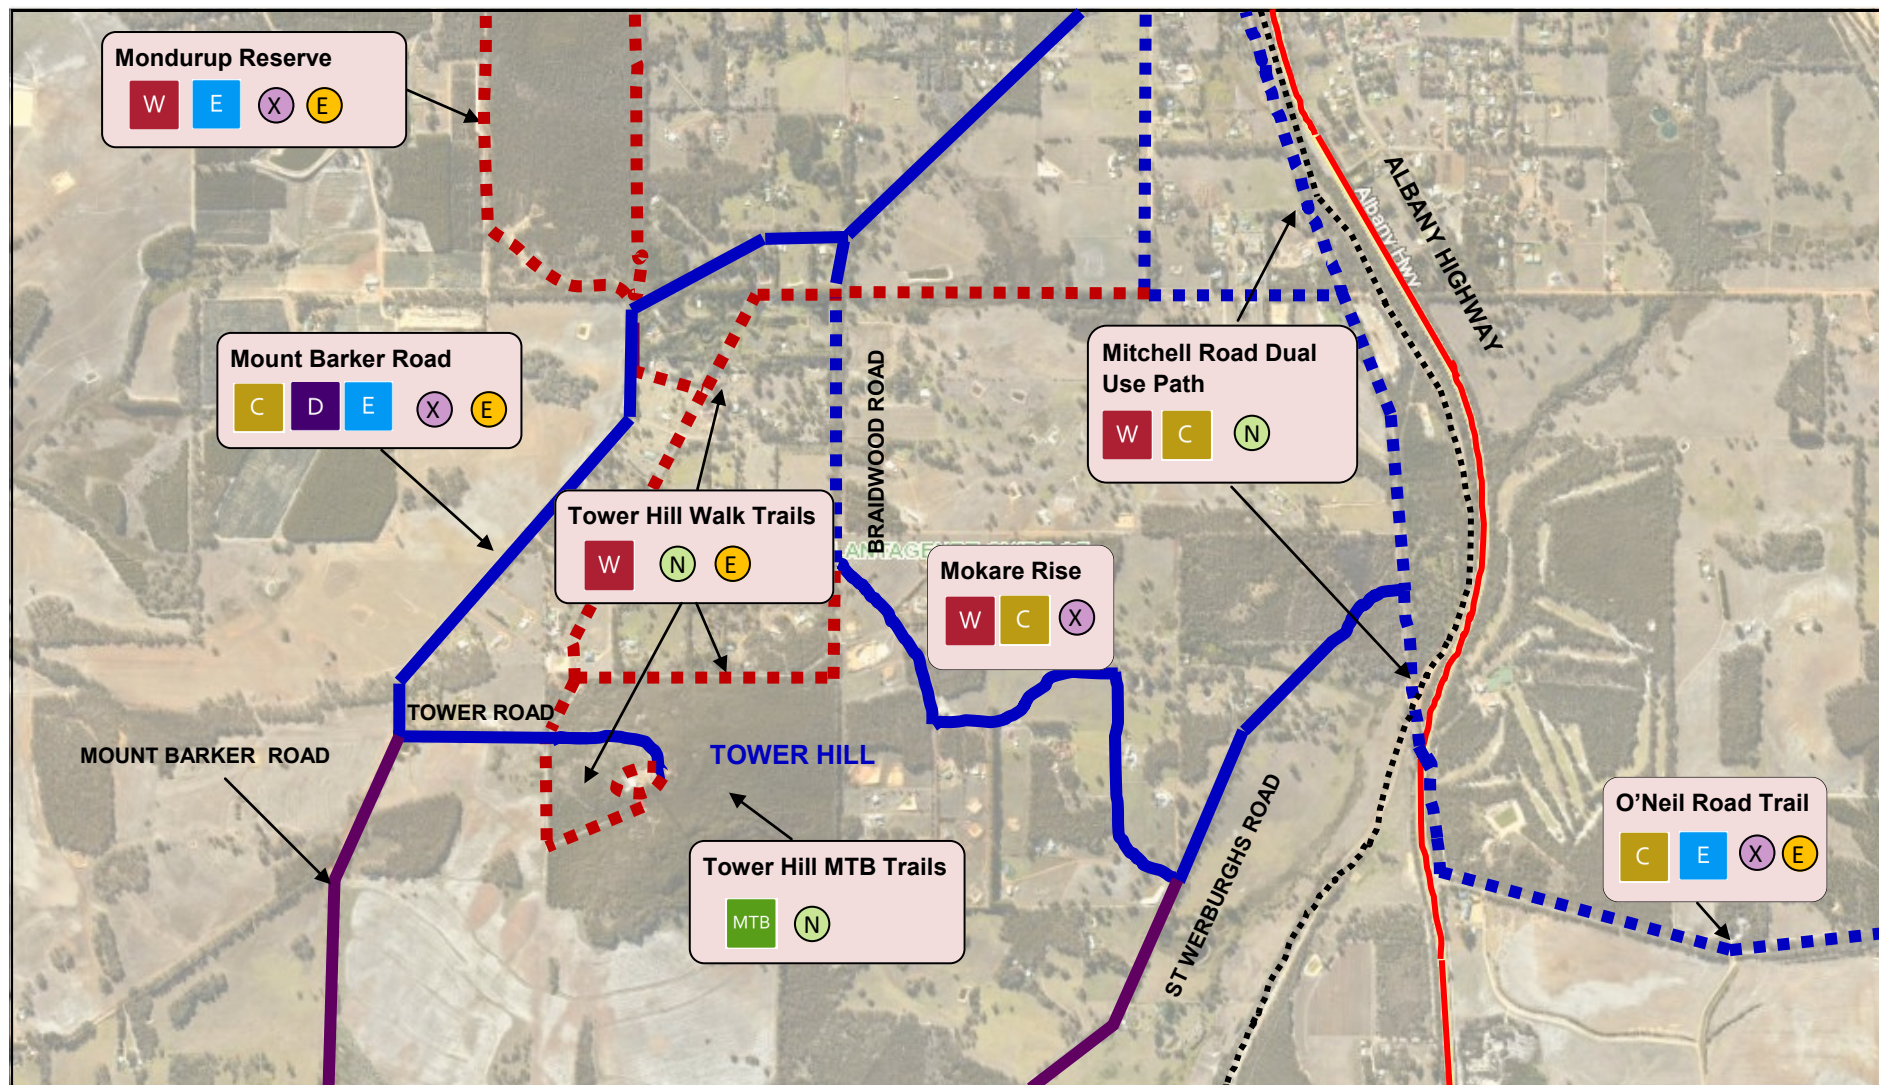 Mondurup Reserve
W E X E
ALBANY HIGHWAY
Albany Hwy
Mount Barker Road
C D E X E
BRAIDWOOD ROAD
Mitchell Road Dual
Use Path
W C N
Tower Hill Walk Trails
W N E
Mokare Rise
W C X
TOWER ROAD
MOUNT BARKER ROAD
TOWER HILL
ST WERBURGHS ROAD
O'Neil Road Trail
C E X E
Tower Hill MTB Trails
MTB N